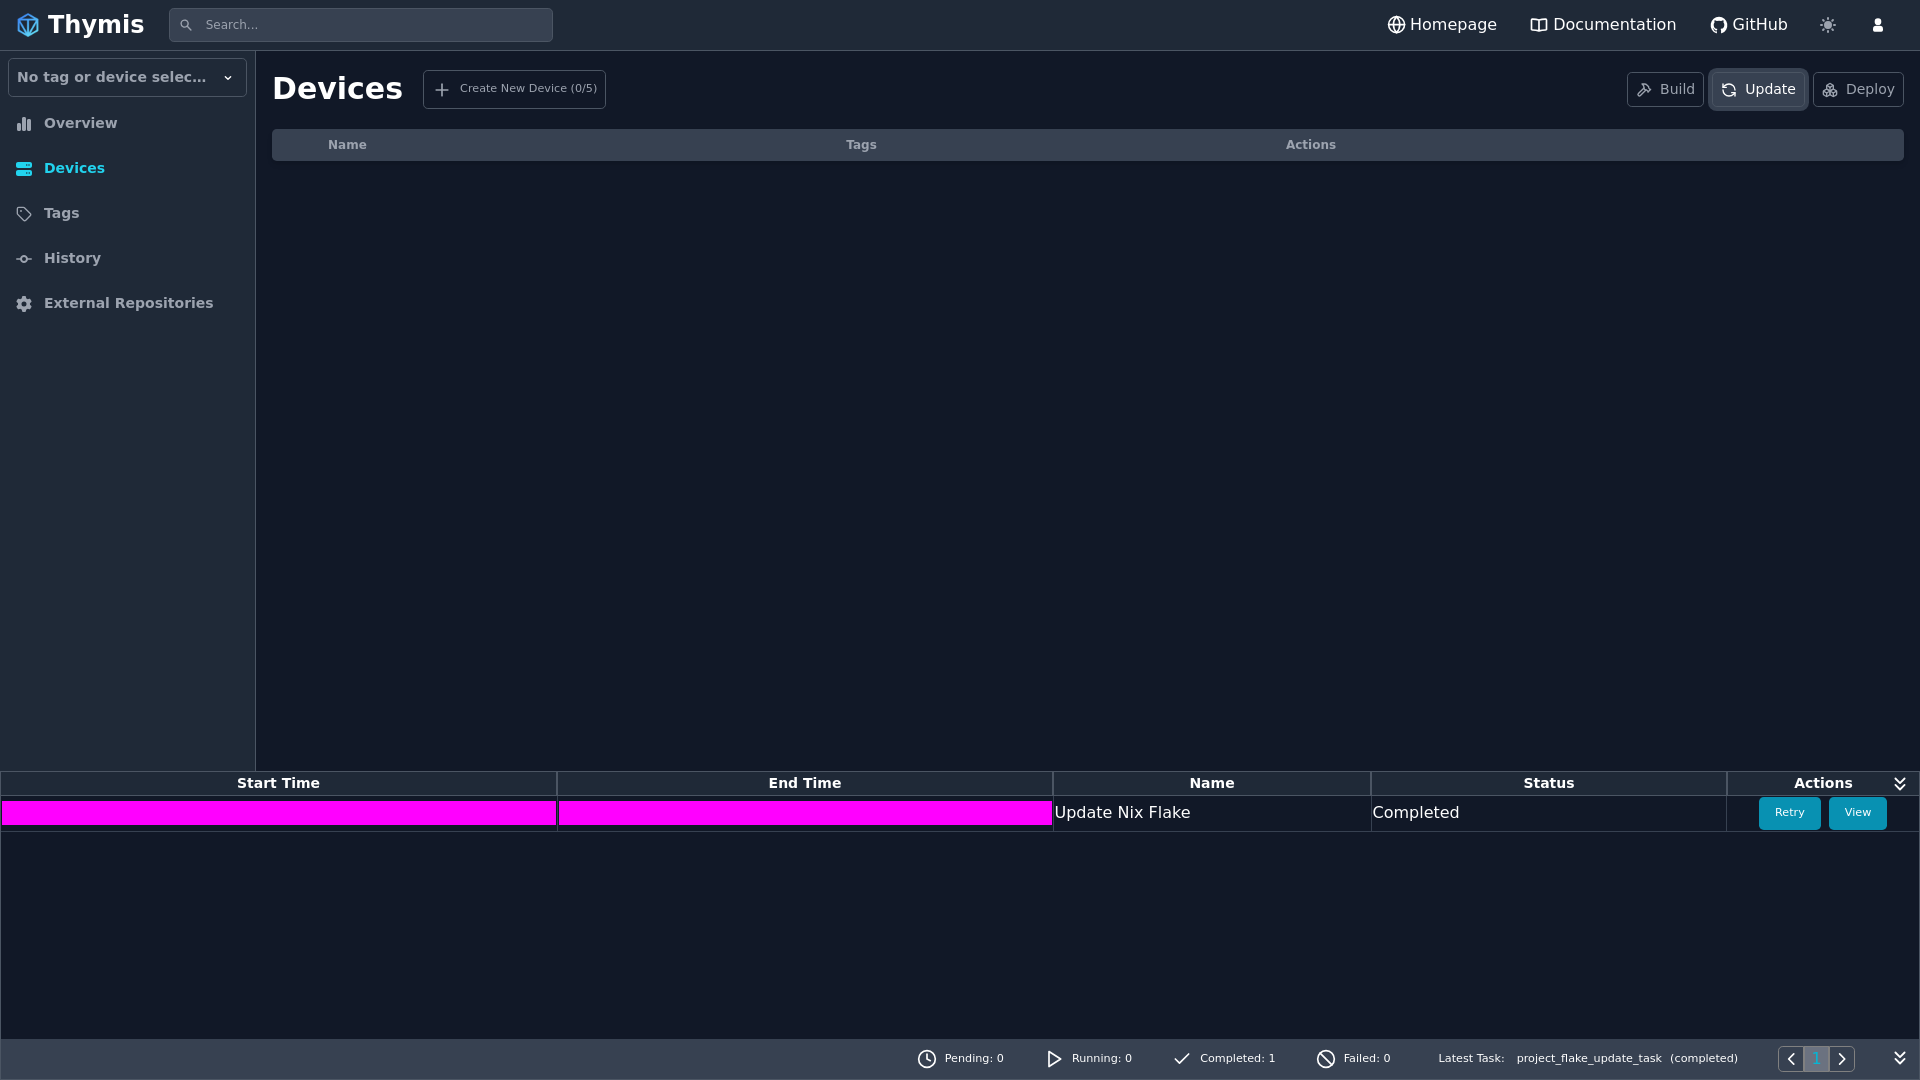 Thymis
Search...
Homepage
Documentation
GitHub
No tag or device selec...
Overview
Devices
Tags
History
External Repositories
Devices
Create New Device (0/5)
Build
Update
Deploy
Name Tags Actions
Start Time End Time Name Status Actions
Update Nix Flake Completed Retry View
Pending: 0 Running: 0 Completed: 1 Failed: 0 Latest Task: project_flake_update_task (completed) 1